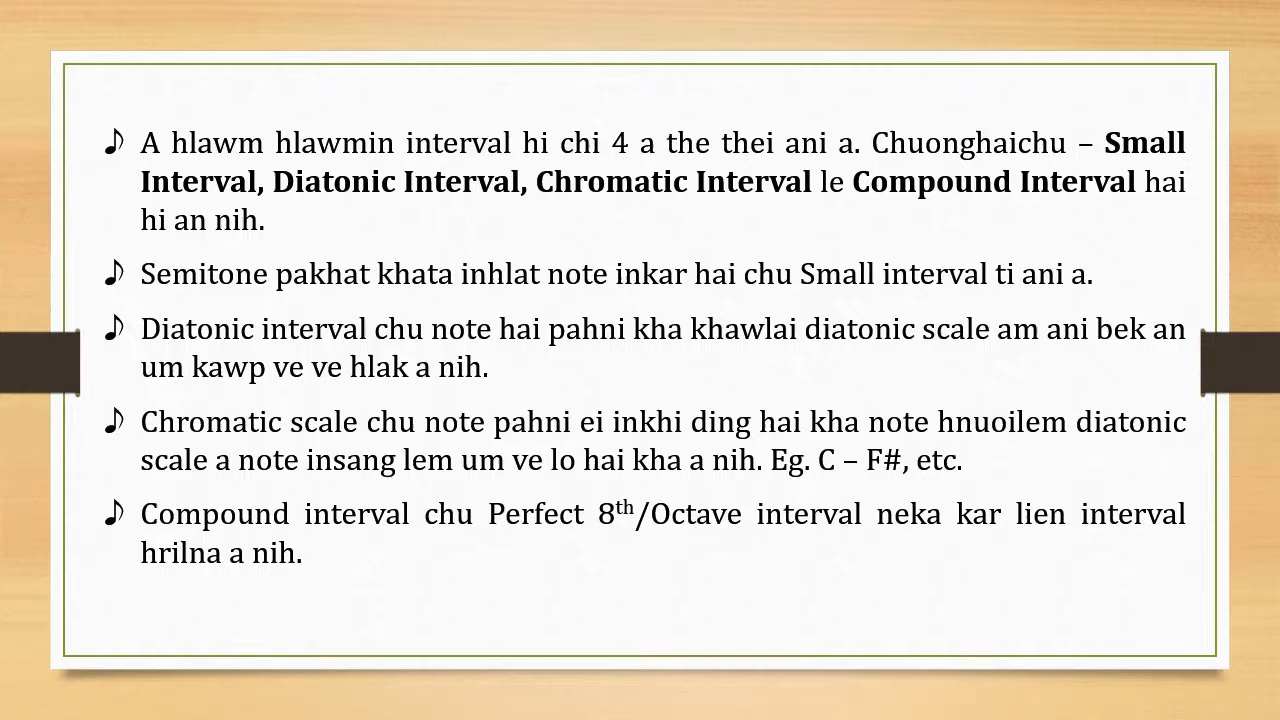 ♪ A hlawm hlawmin interval hi chi 4 a the thei ani a. Chuonghaichu – Small
Interval, Diatonic Interval, Chromatic Interval le Compound Interval hai
hi an nih.
♪ Semitone pakhat khata inhlat note inkar hai chu Small interval ti ani a.
♪ Diatonic interval chu note hai pahni kha khawlai diatonic scale am ani bek an
um kawp ve ve hlak a nih.
♪ Chromatic scale chu note pahni ei inkhi ding hai kha note hnuoilem diatonic
scale a note insang lem um ve lo hai kha a nih. Eg. C – F#, etc.
♪ Compound interval chu Perfect 8th/Octave interval neka kar lien interval
hrilna a nih.